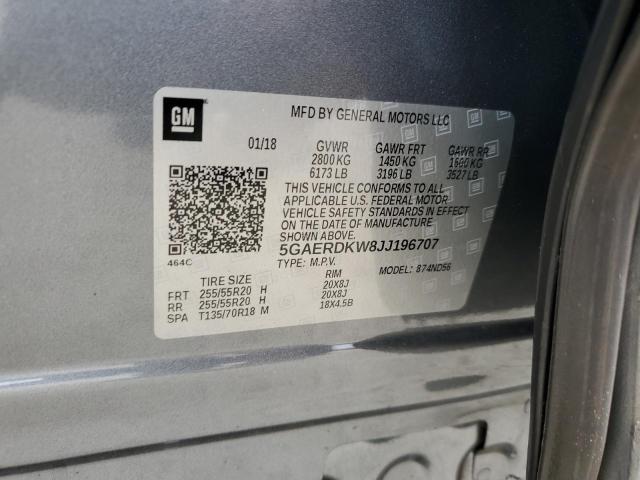 GM
MFD BY GENERAL MOTORS LLC
01/18 GVWR GAWR FRT GAWR RR
2800 KG 1450 KG 1600 KG
6173 LB 3196 LB 3527 LB
THIS VEHICLE CONFORMS TO ALL
APPLICABLE U.S. FEDERAL MOTOR
VEHICLE SAFETY STANDARDS IN EFFECT
ON THE DATE OF MANUFACTURE
SHOWN ABOVE.
5GAERDKW8JJ196707
464C TYPE: M.P.V. MODEL: 874ND56
TIRE SIZE RIM
FRT 255/55R20 H 20X8J
RR 255/55R20 H 20X8J
SPA T135/70R18 M 18X4.5B